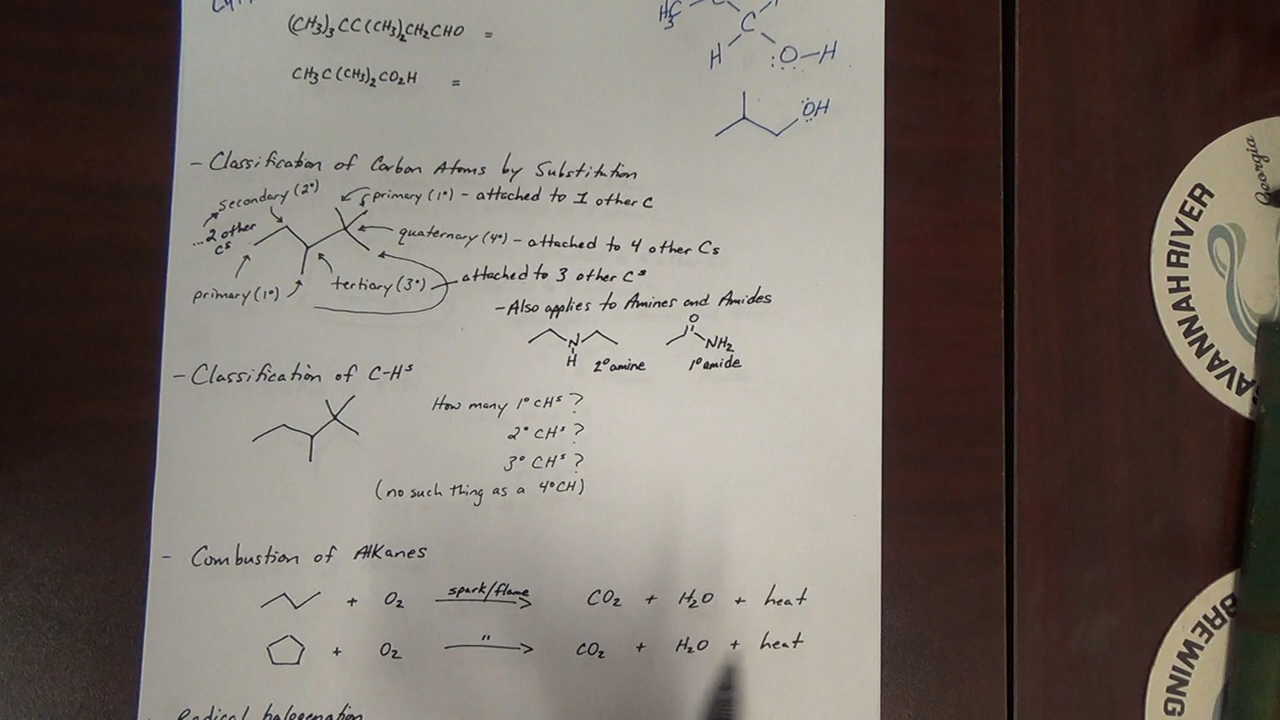 (CH3)3CC(CH3)2CH2CHO =
CH3C(CH3)2CO2H =
H3C C
H O-H
OH
- Classification of Carbon Atoms by Substitution
secondary (2°)
primary (1°) - attached to 1 other C
...2 other Cs
quaternary (4°) - attached to 4 other Cs
attached to 3 other Cs
primary (1°)
tertiary (3°)
- Also applies to Amines and Amides
N
H
2° amine
O
NH2
1° amide
- Classification of C-Hs
How many 1° CHs?
2° CHs?
3° CHs?
(no such thing as a 4° CH)
- Combustion of Alkanes
+ O2 spark/flame CO2 + H2O + heat
+ O2 " CO2 + H2O + heat
Radical halogenation
Georgia
SAVANNAH RIVER
BREWING